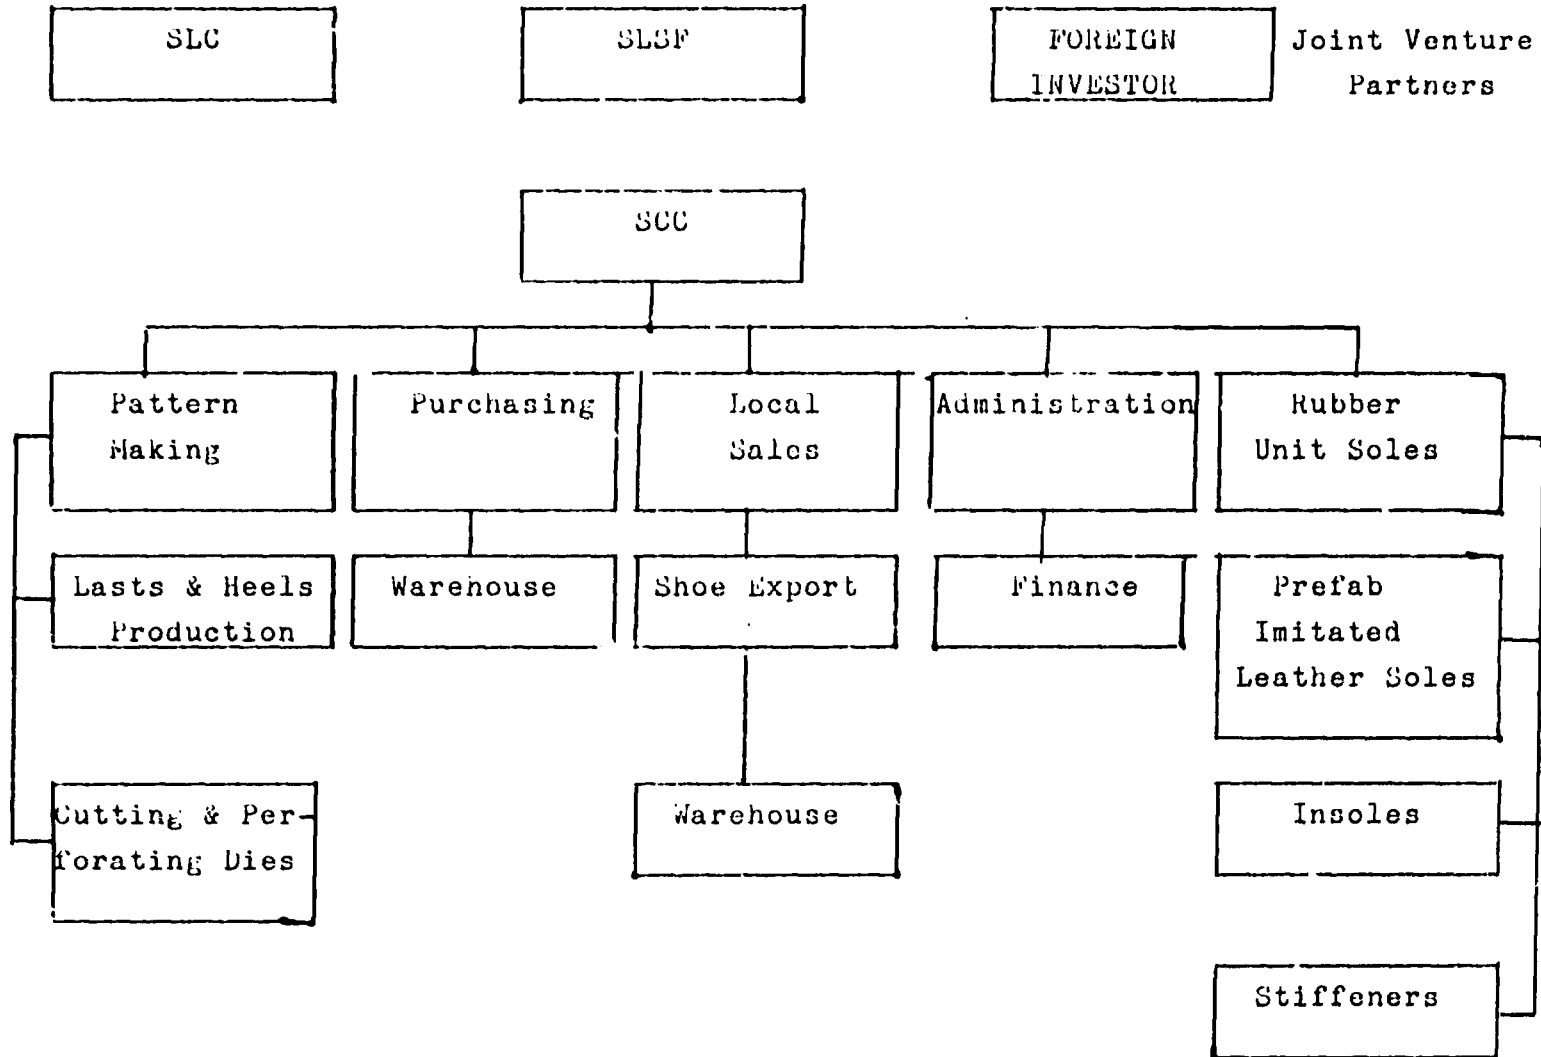 SLC
SLSF
FOREIGN
INVESTOR
Joint Venture
Partners
SCC
Pattern
Making
Purchasing
Local
Sales
Administration
Rubber
Unit Soles
Lasts & Heels
Production
Warehouse
Shoe Export
Finance
Prefab
Imitated
Leather Soles
Cutting & Per-
forating Dies
Warehouse
Insoles
Stiffeners